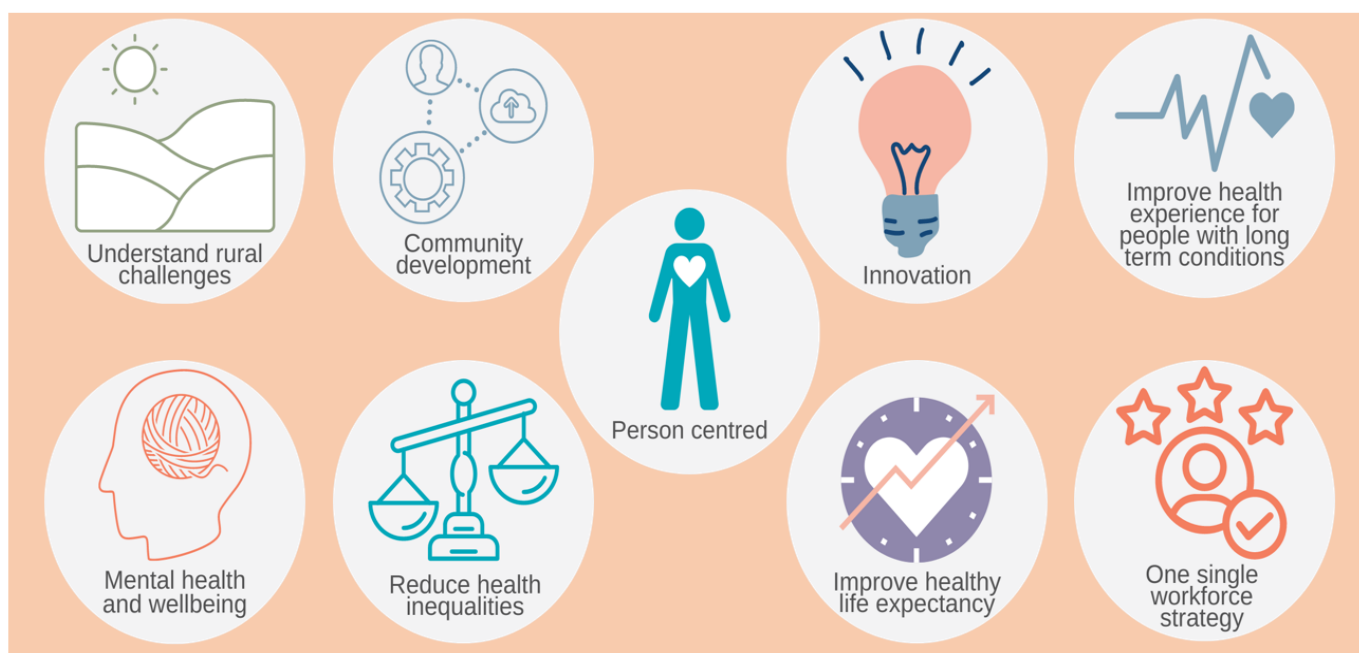 Understand rural
challenges
Community
development
Innovation
Improve health
experience for
people with long
term conditions
Person centred
Mental health
and wellbeing
Reduce health
inequalities
Improve healthy
life expectancy
One single
workforce
strategy